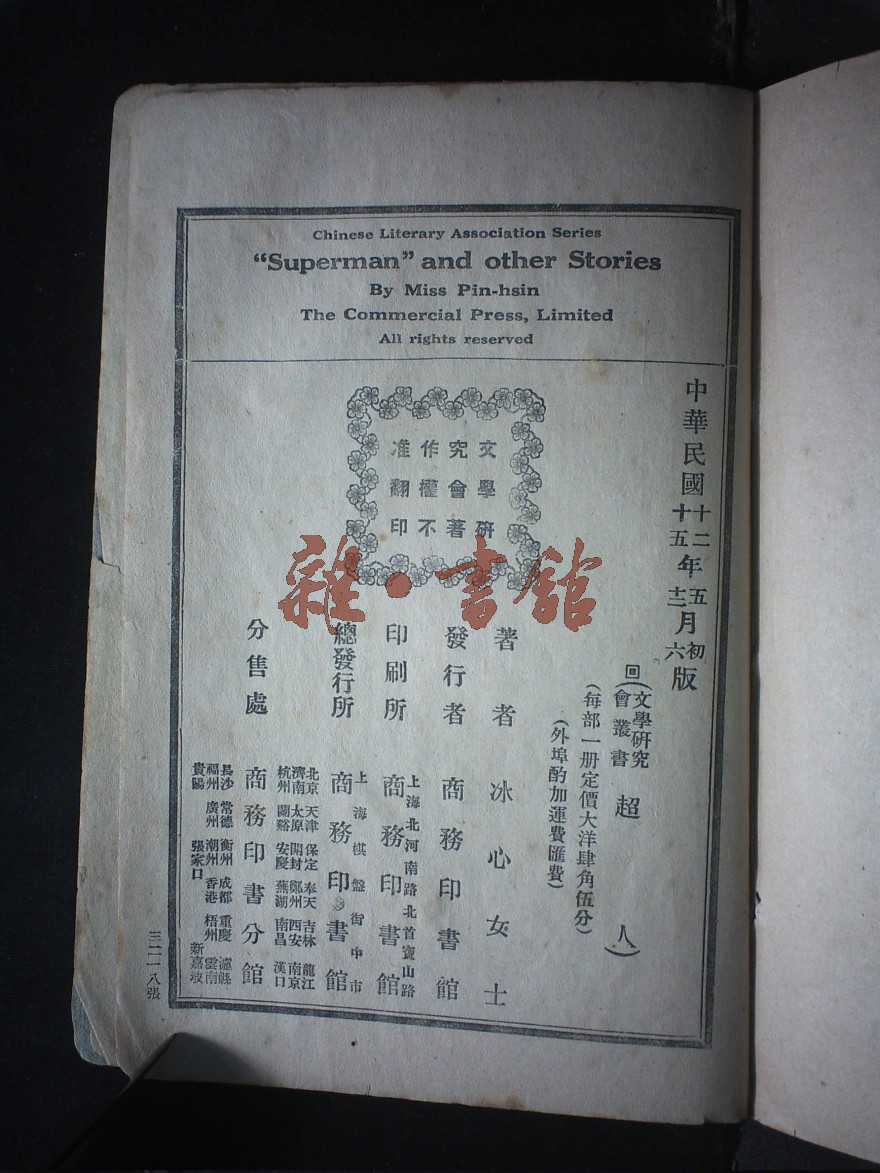 Chinese Literary Association Series
“Superman” and other Stories
By Miss Pin-hsin
The Commercial Press, Limited
All rights reserved
中華民國十二年五月初版
十五年十二月六版
回(文學研究會叢書 超人)
(每部一册定價大洋肆角伍分)
(外埠酌加運費匯費)
文學研
究會著
作權不
准翻印
著者 冰心女士
發行者 商務印書館
印刷所 上海北河南路北首寶山路 商務印書館
總發行所 上海棋盤街中市 商務印書館
分售處 商務印書分館
北京 天津 保定 奉天 吉林 龍江
濟南 太原 開封 鄭州 西安 南京
杭州 蘭谿 安慶 蕪湖 南昌 漢口
長沙 常德 衡州 成都 重慶 瀘縣
福州 廣州 潮州 香港 梧州 雲南
貴陽 張家口 新嘉坡
雜·書館